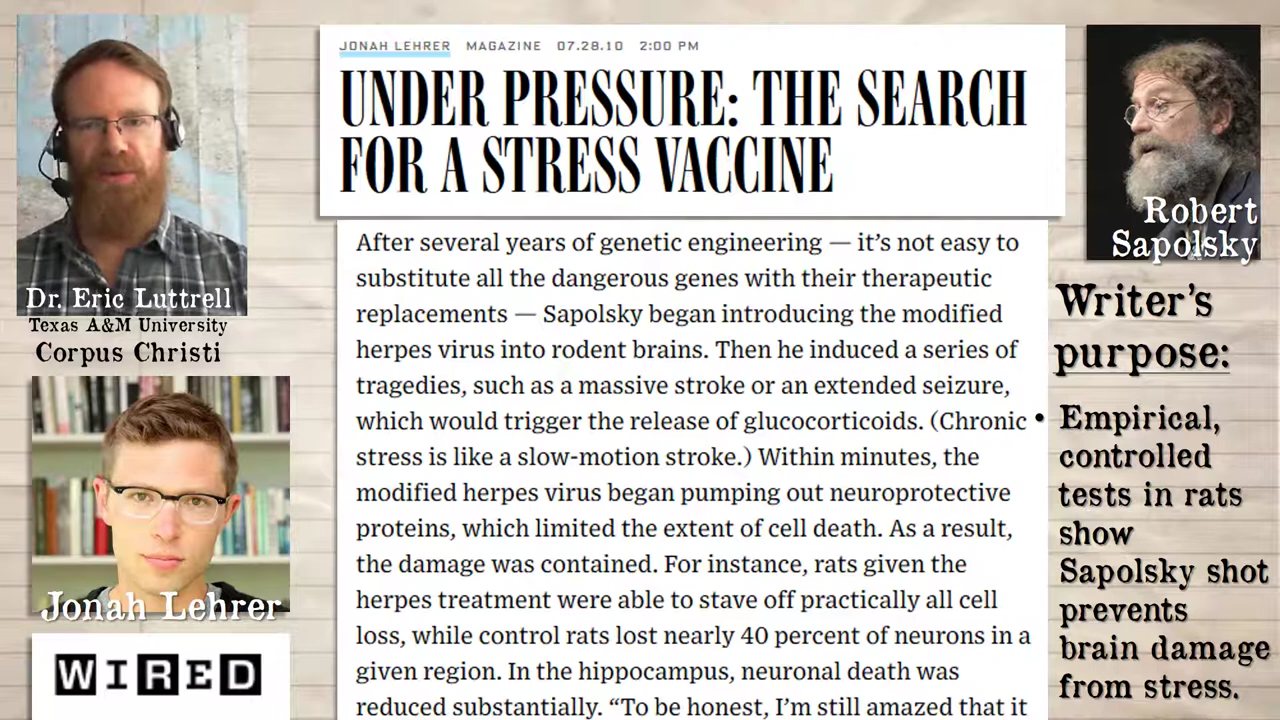 JONAH LEHRER MAGAZINE 07.28.10 2:00 PM
UNDER PRESSURE: THE SEARCH
FOR A STRESS VACCINE
After several years of genetic engineering — it’s not easy to
substitute all the dangerous genes with their therapeutic
replacements — Sapolsky began introducing the modified
herpes virus into rodent brains. Then he induced a series of
tragedies, such as a massive stroke or an extended seizure,
which would trigger the release of glucocorticoids. (Chronic
stress is like a slow-motion stroke.) Within minutes, the
modified herpes virus began pumping out neuroprotective
proteins, which limited the extent of cell death. As a result,
the damage was contained. For instance, rats given the
herpes treatment were able to stave off practically all cell
loss, while control rats lost nearly 40 percent of neurons in a
given region. In the hippocampus, neuronal death was
reduced substantially. “To be honest, I’m still amazed that it
Dr. Eric Luttrell
Texas A&M University
Corpus Christi
Jonah Lehrer
WIRED
Robert
Sapolsky
Writer’s
purpose:
• Empirical,
controlled
tests in rats
show
Sapolsky shot
prevents
brain damage
from stress.